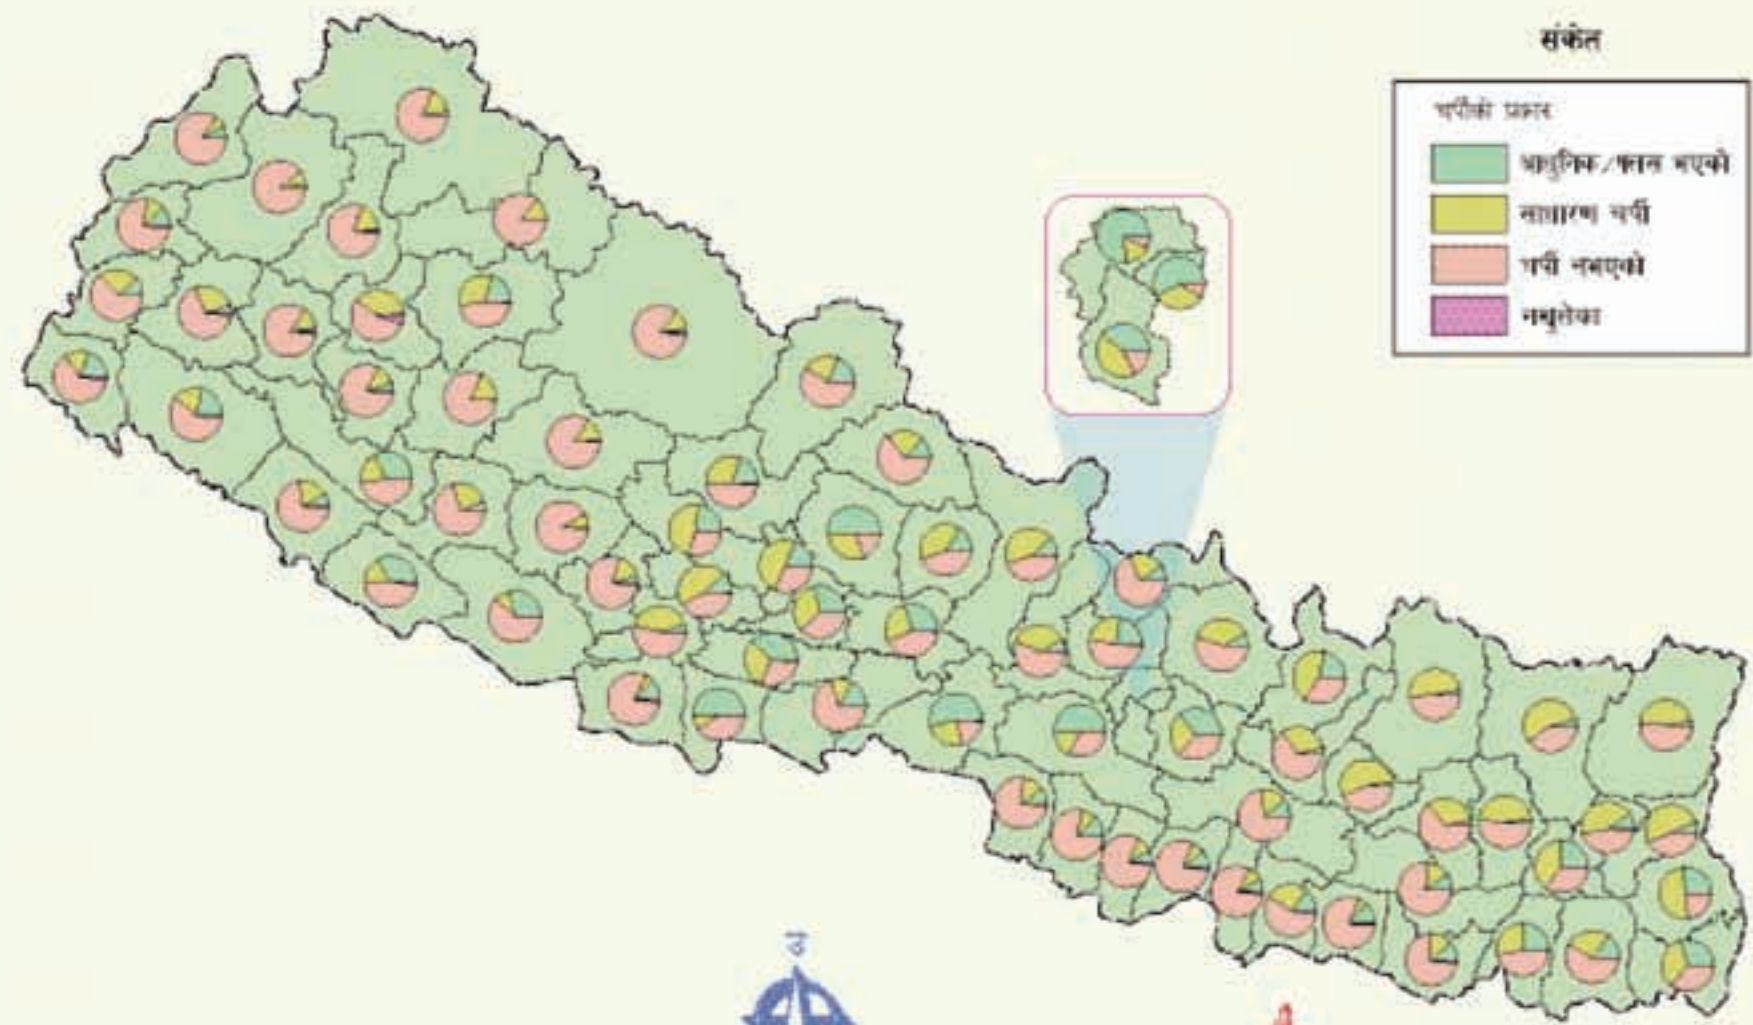 संकेत
चर्पीको प्रकार
आधुनिक/फ्लस भएको
साधारण चर्पी
चर्पी नभएको
नखुलेका